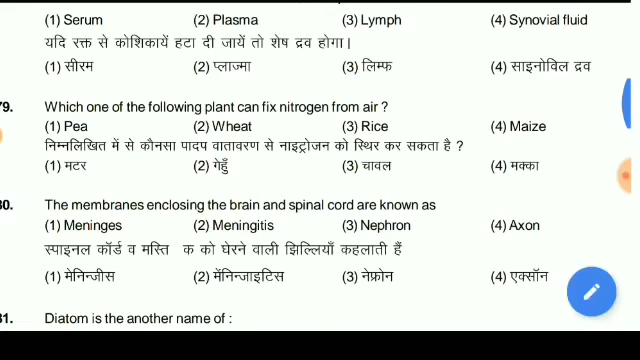 (1) Serum (2) Plasma (3) Lymph (4) Synovial fluid
यदि रक्त से कोशिकायें हटा दी जायें तो शेष द्रव होगा।
(1) सीरम (2) प्लाज्मा (3) लिम्फ (4) साइनोविल द्रव
79. Which one of the following plant can fix nitrogen from air ?
(1) Pea (2) Wheat (3) Rice (4) Maize
निम्नलिखित में से कौनसा पादप वातावरण से नाइट्रोजन को स्थिर कर सकता है ?
(1) मटर (2) गेहुँ (3) चावल (4) मक्का
80. The membranes enclosing the brain and spinal cord are known as
(1) Meninges (2) Meningitis (3) Nephron (4) Axon
स्पाइनल कॉर्ड व मस्ति क को घेरने वाली झिल्लियाँ कहलाती हैं
(1) मेनिन्जीस (2) मेंनिन्जाइटिस (3) नेफ्रोन (4) एक्सॉन
81. Diatom is the another name of :